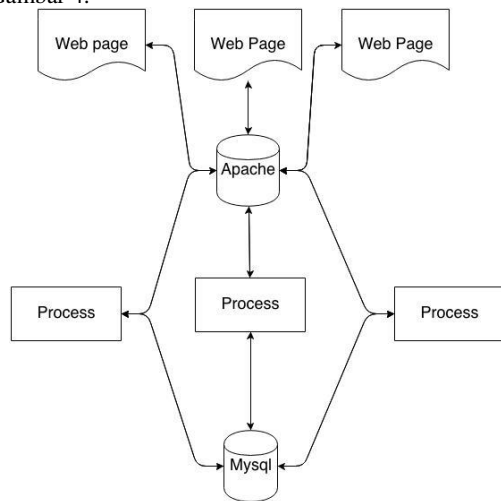 Gambar 4.
Web page
Web Page
Web Page
Apache
Process
Process
Process
Mysql